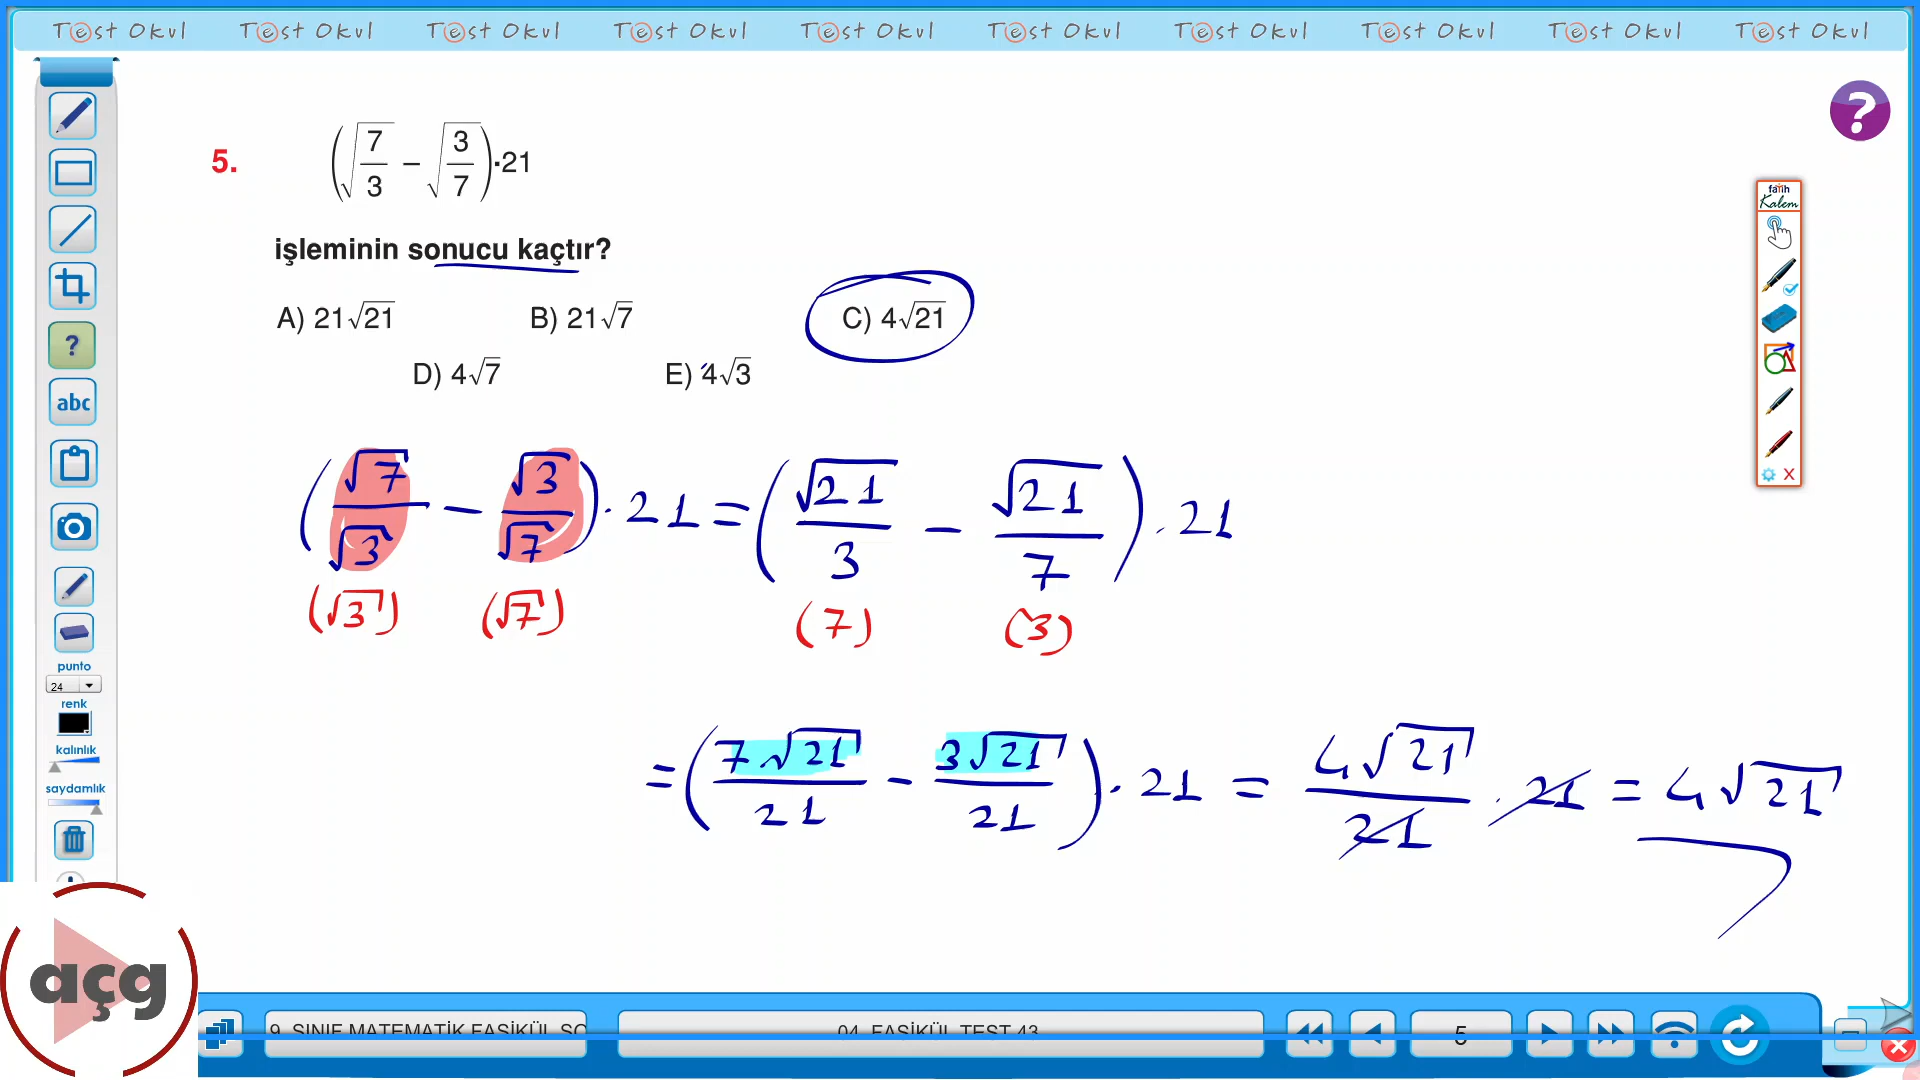 Test Okul Test Okul Test Okul Test Okul Test Okul Test Okul Test Okul Test Okul Test Okul Test Okul
?
fatih
Kalem
5. (√(7/3) − √(3/7))·21
işleminin sonucu kaçtır?
A) 21√21 B) 21√7 C) 4√21
D) 4√7 E) 4√3
(√7/√3 − √3/√7)·21 = (√21/3 − √21/7)·21
(√3) (√7) (7) (3)
= (7√21/21 − 3√21/21)·21 = 4√21/21 · 21 = 4√21
?
abc
punto
24
renk
kalınlık
saydamlık
açg
9. SINIF MATEMATİK FASİKÜL SO 04. FASİKÜL TEST 43 5
X